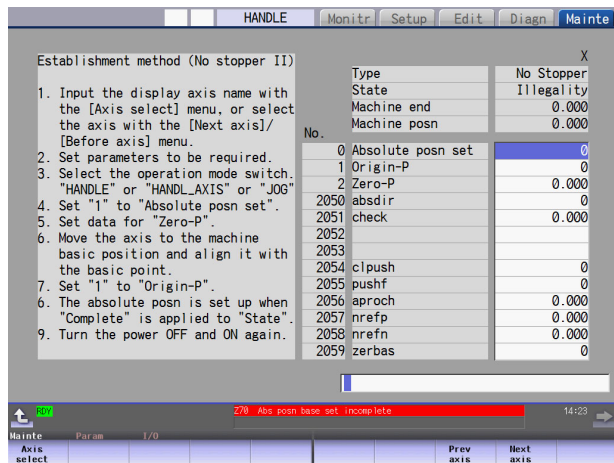 HANDLE
Monitr Setup Edit Diagn Mainte
Establishment method (No stopper II)
1. Input the display axis name with
the [Axis select] menu, or select
the axis with the [Next axis]/
[Before axis] menu.
2. Set parameters to be required.
3. Select the operation mode switch.
"HANDLE" or "HANDL_AXIS" or "JOG"
4. Set "1" to "Absolute posn set".
5. Set data for "Zero-P".
6. Move the axis to the machine
basic position and align it with
the basic point.
7. Set "1" to "Origin-P".
6. The absolute posn is set up when
"Complete" is applied to "State".
9. Turn the power OFF and ON again.
X
Type No Stopper
State Illegality
Machine end 0.000
Machine posn 0.000
No.
0 Absolute posn set 0
1 Origin-P 0
2 Zero-P 0.000
2050 absdir 0
2051 check 0.000
2052
2053
2054 clpush 0
2055 pushf 0
2056 aproch 0.000
2057 nrefp 0.000
2058 nrefn 0.000
2059 zerbas 0
RDY Z70 Abs posn base set incomplete 14:23
Mainte Param I/O
Axis select Prev axis Next axis